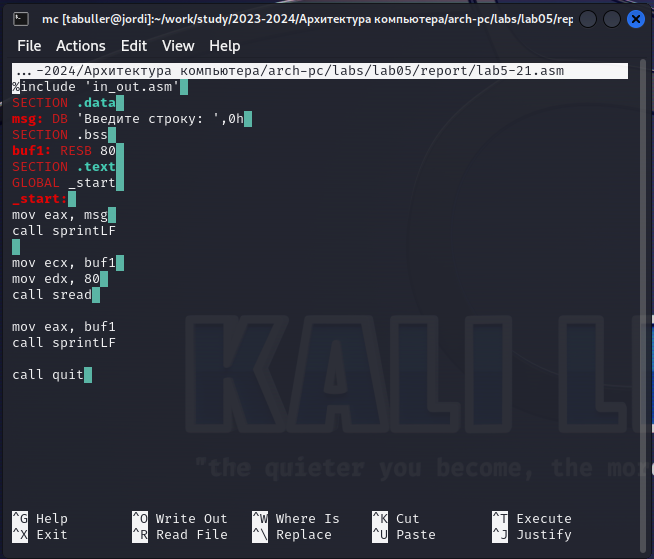 mc [tabuller@jordi]:~/work/study/2023-2024/Архитектура компьютера/arch-pc/labs/lab05/rep
File Actions Edit View Help
...-2024/Архитектура компьютера/arch-pc/labs/lab05/report/lab5-21.asm
%include 'in_out.asm'
SECTION .data
msg: DB 'Введите строку: ',0h
SECTION .bss
buf1: RESB 80
SECTION .text
GLOBAL _start
_start:
mov eax, msg
call sprintLF
mov ecx, buf1
mov edx, 80
call sread
mov eax, buf1
call sprintLF
call quit
KALI LI
"the quieter you become, the mor
^G Help ^O Write Out ^W Where Is ^K Cut ^T Execute
^X Exit ^R Read File ^\ Replace ^U Paste ^J Justify